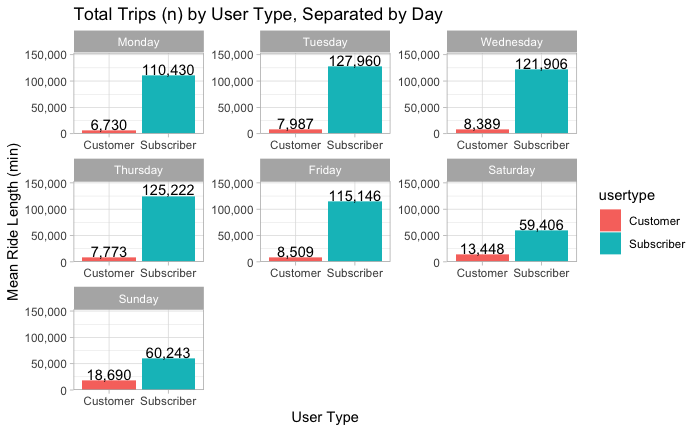 Total Trips (n) by User Type, Separated by Day
Mean Ride Length (min)
Monday
150,000
100,000
50,000
0
6,730
110,430
Customer Subscriber
Tuesday
150,000
100,000
50,000
0
7,987
127,960
Customer Subscriber
Wednesday
150,000
100,000
50,000
0
8,389
121,906
Customer Subscriber
Thursday
150,000
100,000
50,000
0
7,773
125,222
Customer Subscriber
Friday
150,000
100,000
50,000
0
8,509
115,146
Customer Subscriber
Saturday
150,000
100,000
50,000
0
13,448
59,406
Customer Subscriber
Sunday
150,000
100,000
50,000
0
18,690
60,243
Customer Subscriber
User Type
usertype
Customer
Subscriber